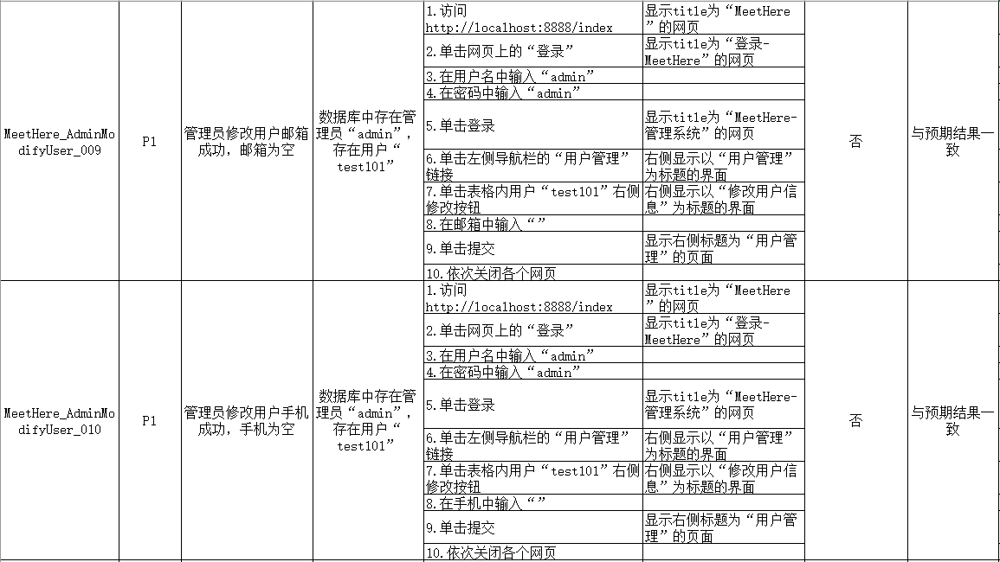 MeetHere_AdminMo
difyUser_009
P1
管理员修改用户邮箱
成功，邮箱为空
数据库中存在管
理员“admin”，
存在用户“
test101”
1.访问
http://localhost:8888/index
显示title为“MeetHere
”的网页
2.单击网页上的“登录”
显示title为“登录-
MeetHere”的网页
3.在用户名中输入“admin”
4.在密码中输入“admin”
5.单击登录
显示title为“MeetHere-
管理系统”的网页
6.单击左侧导航栏的“用户管理”
链接
右侧显示以“用户管理”
为标题的界面
7.单击表格内用户“test101”右侧
修改按钮
右侧显示以“修改用户信
息”为标题的界面
8.在邮箱中输入“”
9.单击提交
显示右侧标题为“用户管
理”的页面
10.依次关闭各个网页
否
与预期结果一
致
MeetHere_AdminMo
difyUser_010
P1
管理员修改用户手机
成功，手机为空
数据库中存在管
理员“admin”，
存在用户“
test101”
1.访问
http://localhost:8888/index
显示title为“MeetHere
”的网页
2.单击网页上的“登录”
显示title为“登录-
MeetHere”的网页
3.在用户名中输入“admin”
4.在密码中输入“admin”
5.单击登录
显示title为“MeetHere-
管理系统”的网页
6.单击左侧导航栏的“用户管理”
链接
右侧显示以“用户管理”
为标题的界面
7.单击表格内用户“test101”右侧
修改按钮
右侧显示以“修改用户信
息”为标题的界面
8.在手机中输入“”
9.单击提交
显示右侧标题为“用户管
理”的页面
10.依次关闭各个网页
否
与预期结果一
致